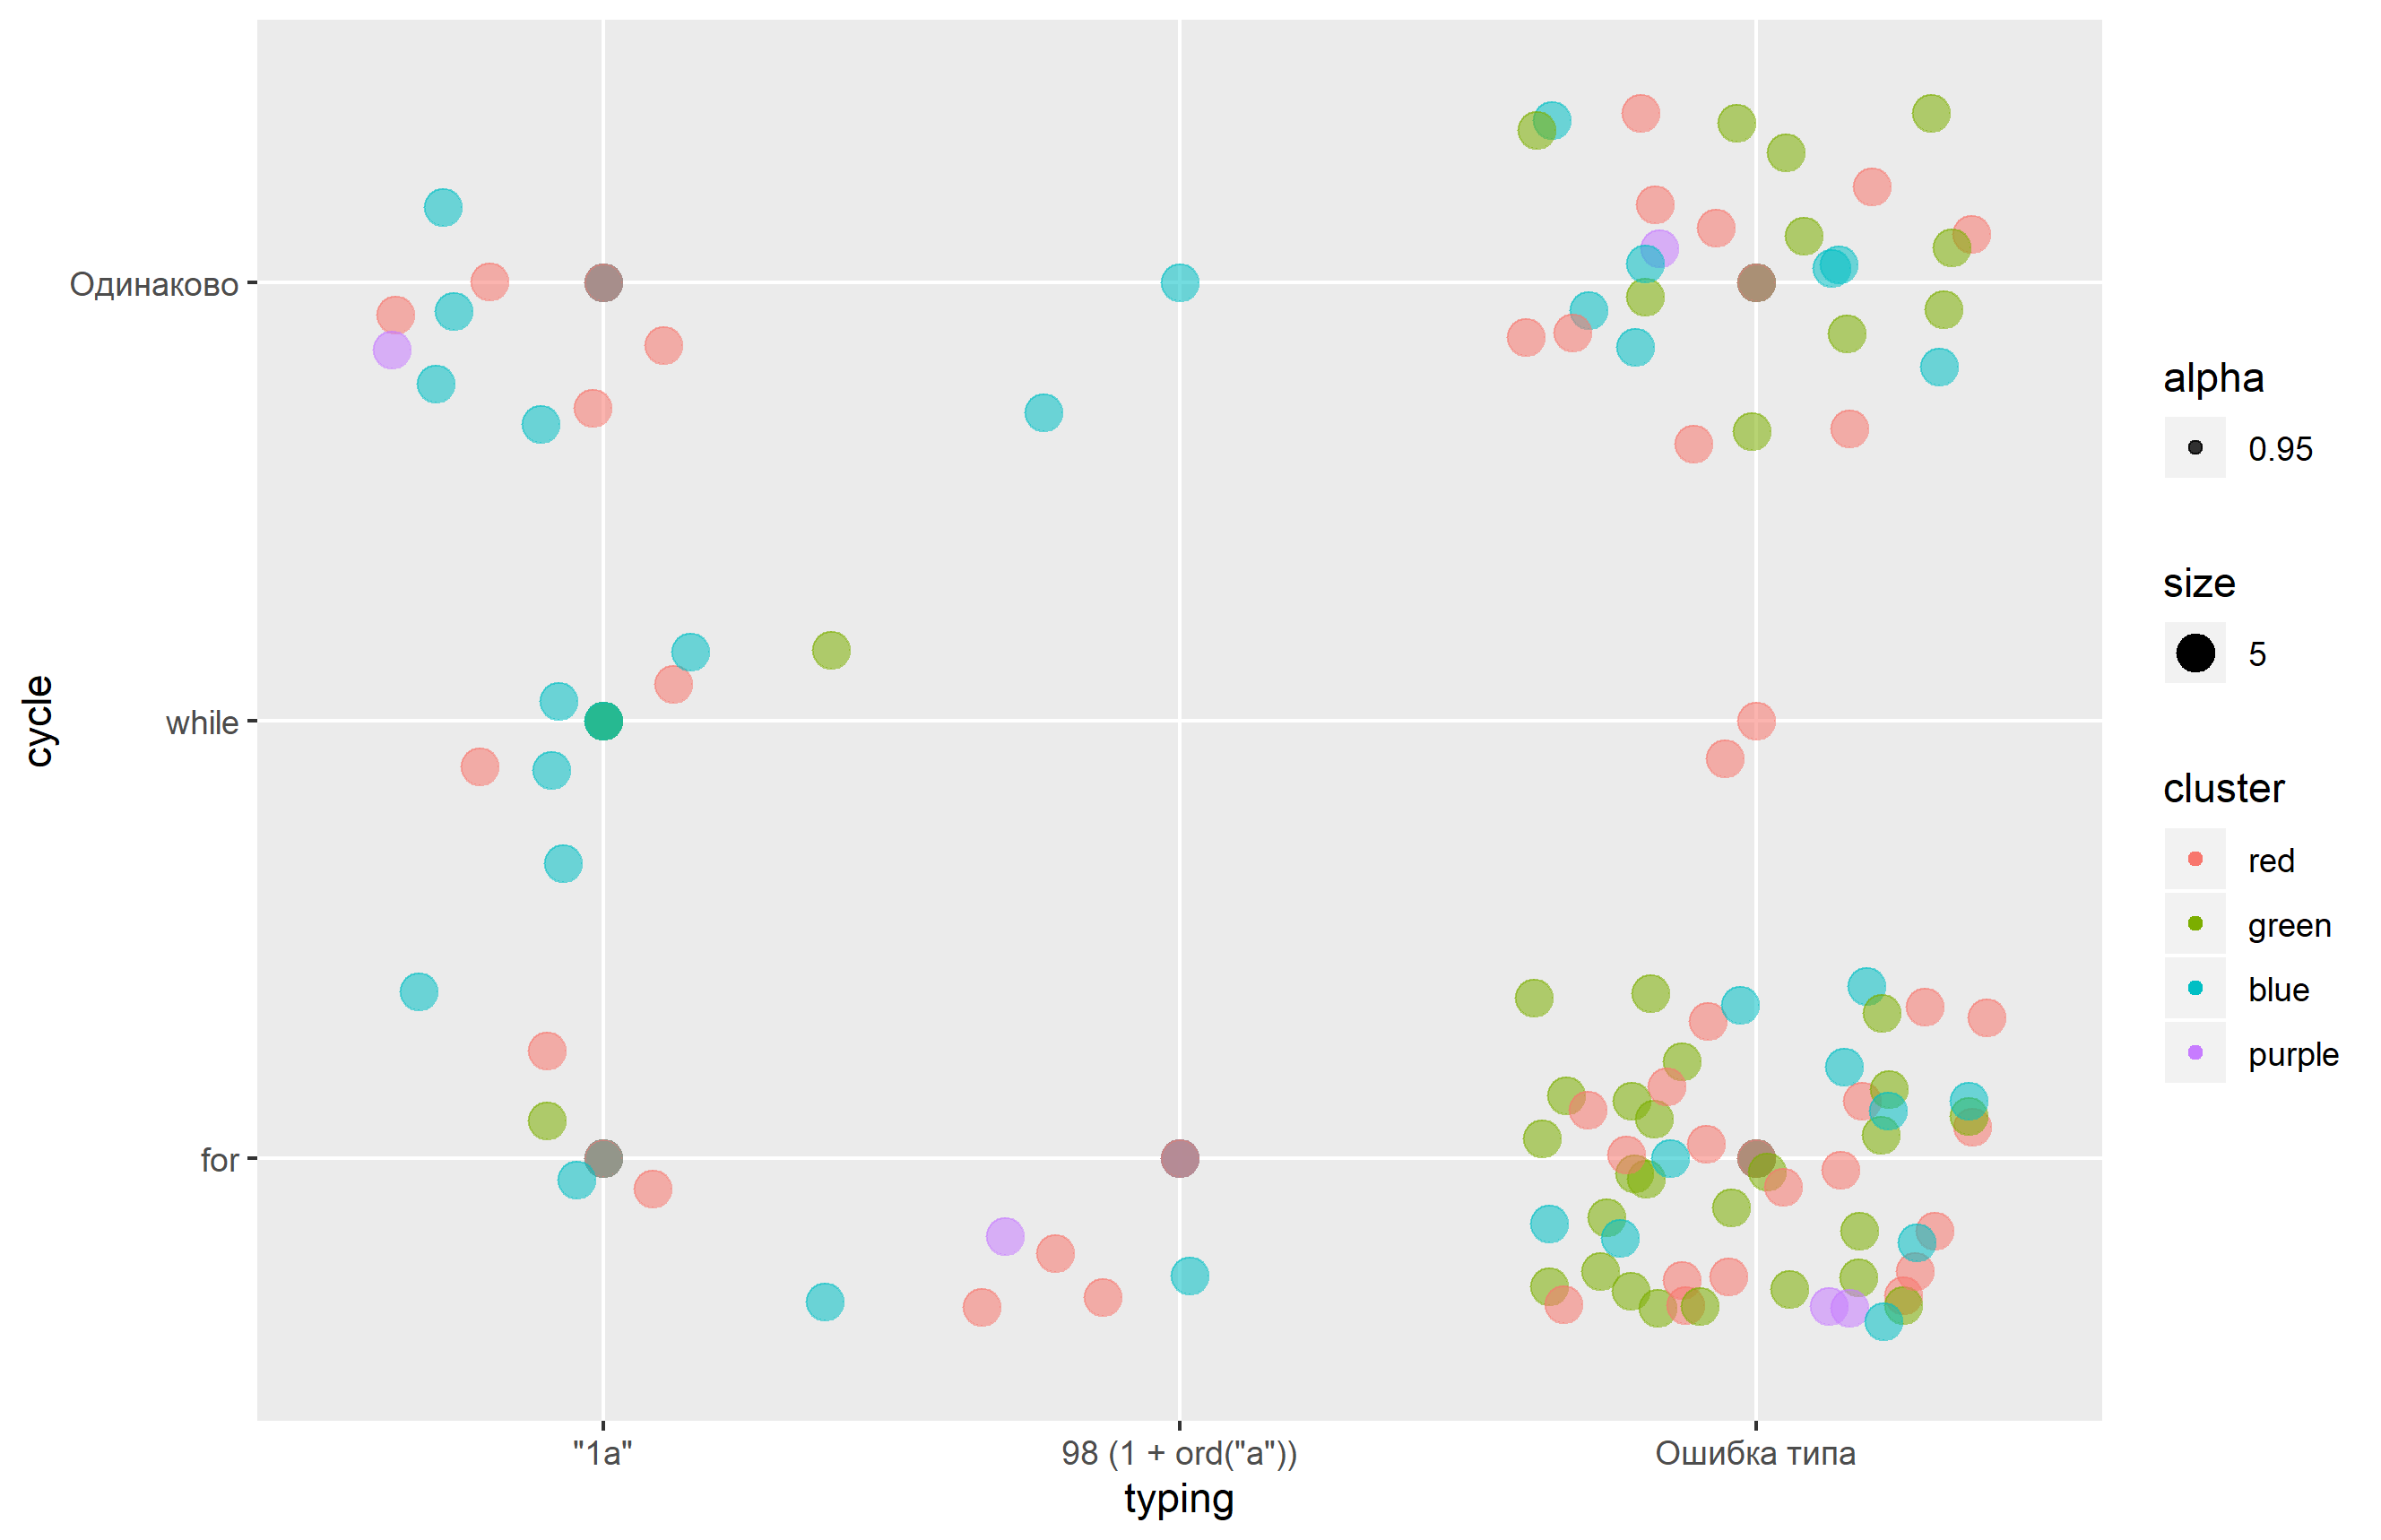 Одинаково
while
for
cycle
"1a"
98 (1 + ord("a"))
Ошибка типа
typing
alpha
0.95
size
5
cluster
red
green
blue
purple